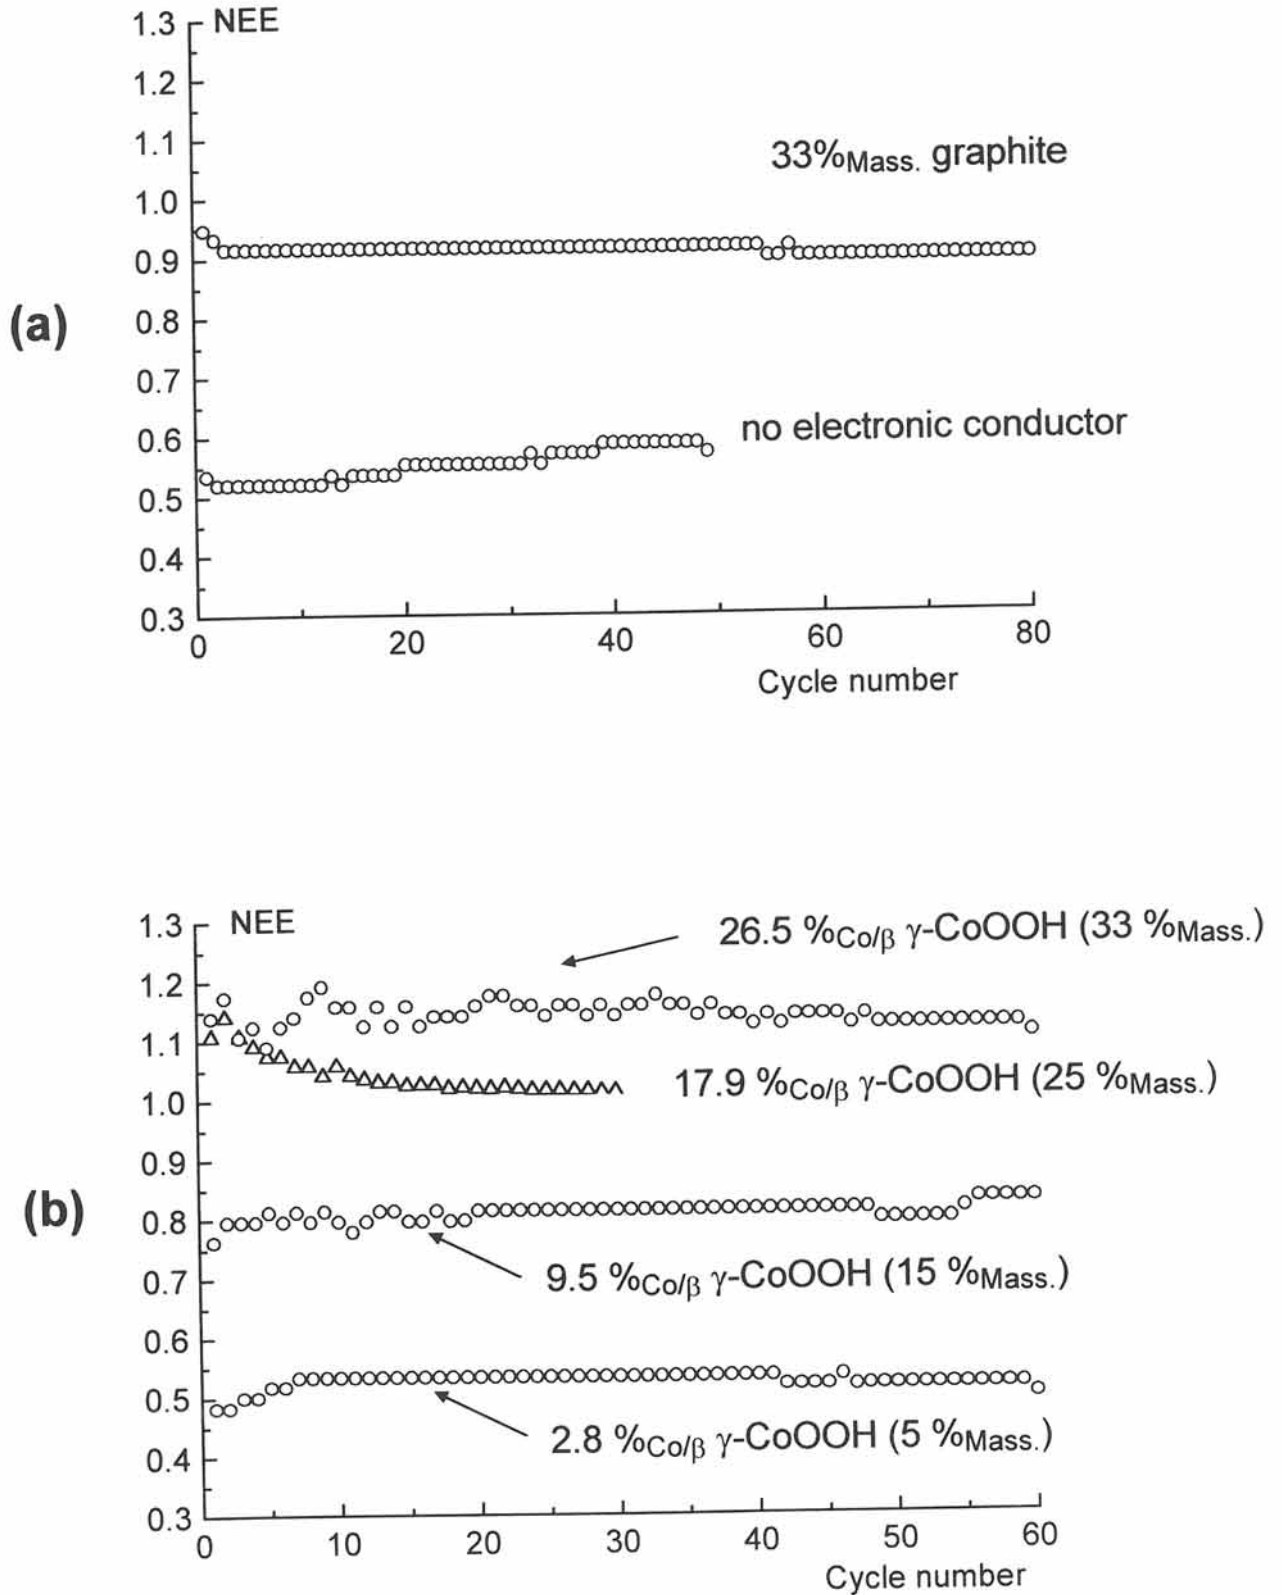 1.3 NEE
1.2
1.1
33%Mass. graphite
1.0
0.9
(a)
0.8
0.7
0.6
no electronic conductor
0.5
0.4
0.3
0 20 40 60 80
Cycle number
1.3 NEE
26.5 %Co/β γ-CoOOH (33 %Mass.)
1.2
1.1
17.9 %Co/β γ-CoOOH (25 %Mass.)
1.0
0.9
(b)
0.8
9.5 %Co/β γ-CoOOH (15 %Mass.)
0.7
0.6
0.5
2.8 %Co/β γ-CoOOH (5 %Mass.)
0.4
0.3
0 10 20 30 40 50 60
Cycle number